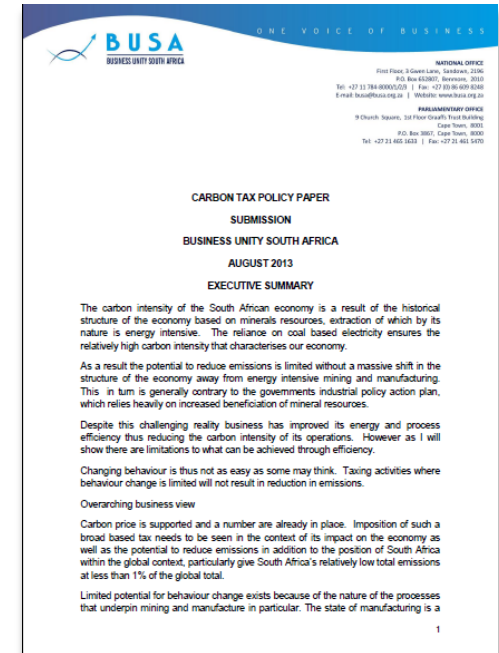 ONE VOICE OF BUSINESS
BUSA
BUSINESS UNITY SOUTH AFRICA
NATIONAL OFFICE
First Floor, 3 Gwen Lane, Sandown, 2196
P.O. Box 652807, Benmore, 2010
Tel: +27 11 784-8000/1/2/3 | Fax: +27 (0) 86 609 8248
E-mail: busa@busa.org.za | Website: www.busa.org.za
PARLIAMENTARY OFFICE
9 Church Square, 1st Floor Graaffs Trust Building
Cape Town, 8001
P.O. Box 3867, Cape Town, 8000
Tel: +27 21 465 1633 | Fax: +27 21 461 5470
CARBON TAX POLICY PAPER
SUBMISSION
BUSINESS UNITY SOUTH AFRICA
AUGUST 2013
EXECUTIVE SUMMARY
The carbon intensity of the South African economy is a result of the historical
structure of the economy based on minerals resources, extraction of which by its
nature is energy intensive. The reliance on coal based electricity ensures the
relatively high carbon intensity that characterises our economy.
As a result the potential to reduce emissions is limited without a massive shift in the
structure of the economy away from energy intensive mining and manufacturing.
This in turn is generally contrary to the governments industrial policy action plan,
which relies heavily on increased beneficiation of mineral resources.
Despite this challenging reality business has improved its energy and process
efficiency thus reducing the carbon intensity of its operations. However as I will
show there are limitations to what can be achieved through efficiency.
Changing behaviour is thus not as easy as some may think. Taxing activities where
behaviour change is limited will not result in reduction in emissions.
Overarching business view
Carbon price is supported and a number are already in place. Imposition of such a
broad based tax needs to be seen in the context of its impact on the economy as
well as the potential to reduce emissions in addition to the position of South Africa
within the global context, particularly give South Africa's relatively low total emissions
at less than 1% of the global total.
Limited potential for behaviour change exists because of the nature of the processes
that underpin mining and manufacture in particular. The state of manufacturing is a
1